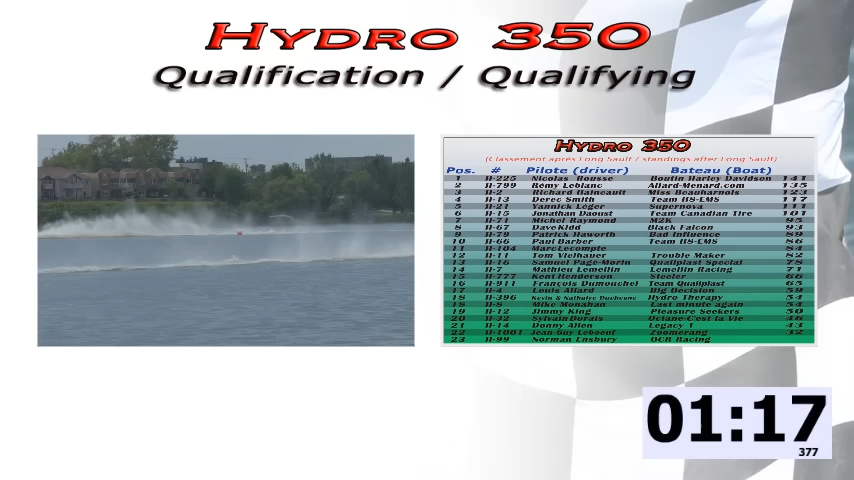 Hydro 350
Qualification / Qualifying
Hydro 350
(Classement après Long Sault / standings after Long Sault)
Pos. # Pilote (driver) Bateau (Boat)
1 H-225 Nicolas Rousse Boutin Harley Davidson 141
2 H-799 Rémy Leblanc Allard-Menard.com 135
3 H-2 Richard Haineault Miss Beauharnois 123
4 H-13 Derec Smith Team H8-EMS 117
5 H-21 Yannick Léger Supernova 111
6 H-15 Jonathan Daoust Team Canadian Tire 101
7 H-71 Michel Raymond M2K 95
8 H-67 Dave Kidd Black Falcon 93
9 H-79 Patrick Haworth Bad Influence 89
10 H-66 Paul Barber Team H8-EMS 86
11 H-104 Marc Lecompte 84
12 H-11 Tom Vielhauer Trouble Maker 82
13 H-16 Samuel Pagé-Morin Qualiplast Special 78
14 H-7 Mathieu Lemellin Lemellin Racing 71
15 H-777 Kent Henderson Steeler 66
16 H-911 François Dumouchel Team Qualiplast 65
17 H-4 Louis Allard Big Decision 59
18 H-396 Kevin & Nathalye Duchesne Hydro Therapy 54
18 H-8 Mike Monahan Last minute again 54
19 H-12 Jimmy King Pleasure Seekers 50
20 H-32 Sylvain Dorais Océane-C'est la Vie 46
21 H-14 Donny Allen Legacy 1 43
22 H-1001 Jean-Guy Leboeuf Zoomerang 32
23 H-99 Norman Ensbury OCR Racing
01:17
377